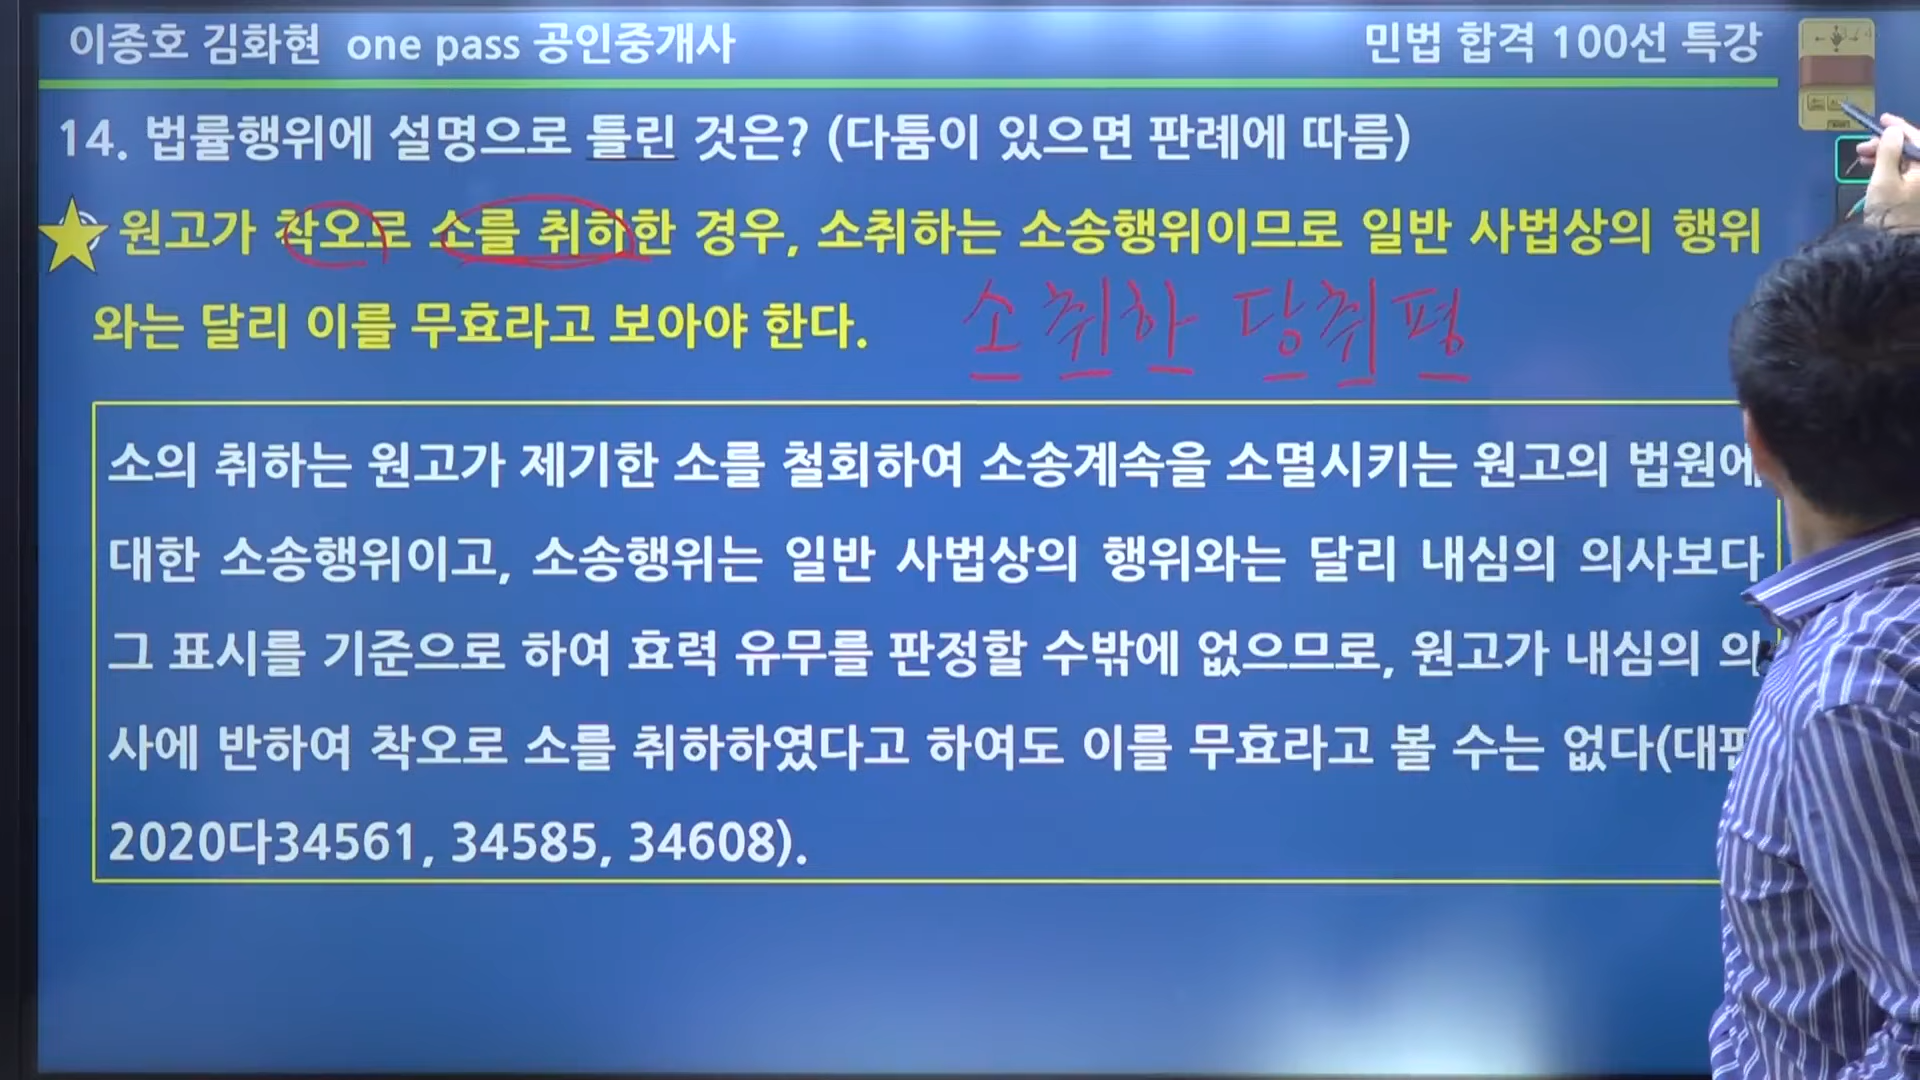 이종호 김화현 one pass 공인중개사
민법 합격 100선 특강
14. 법률행위에 설명으로 틀린 것은? (다툼이 있으면 판례에 따름)
원고가 착오로 소를 취하한 경우, 소취하는 소송행위이므로 일반 사법상의 행위
와는 달리 이를 무효라고 보아야 한다.
소 취하 당취평
소의 취하는 원고가 제기한 소를 철회하여 소송계속을 소멸시키는 원고의 법원에
대한 소송행위이고, 소송행위는 일반 사법상의 행위와는 달리 내심의 의사보다
그 표시를 기준으로 하여 효력 유무를 판정할 수밖에 없으므로, 원고가 내심의 의
사에 반하여 착오로 소를 취하하였다고 하여도 이를 무효라고 볼 수는 없다(대판
2020다34561, 34585, 34608).